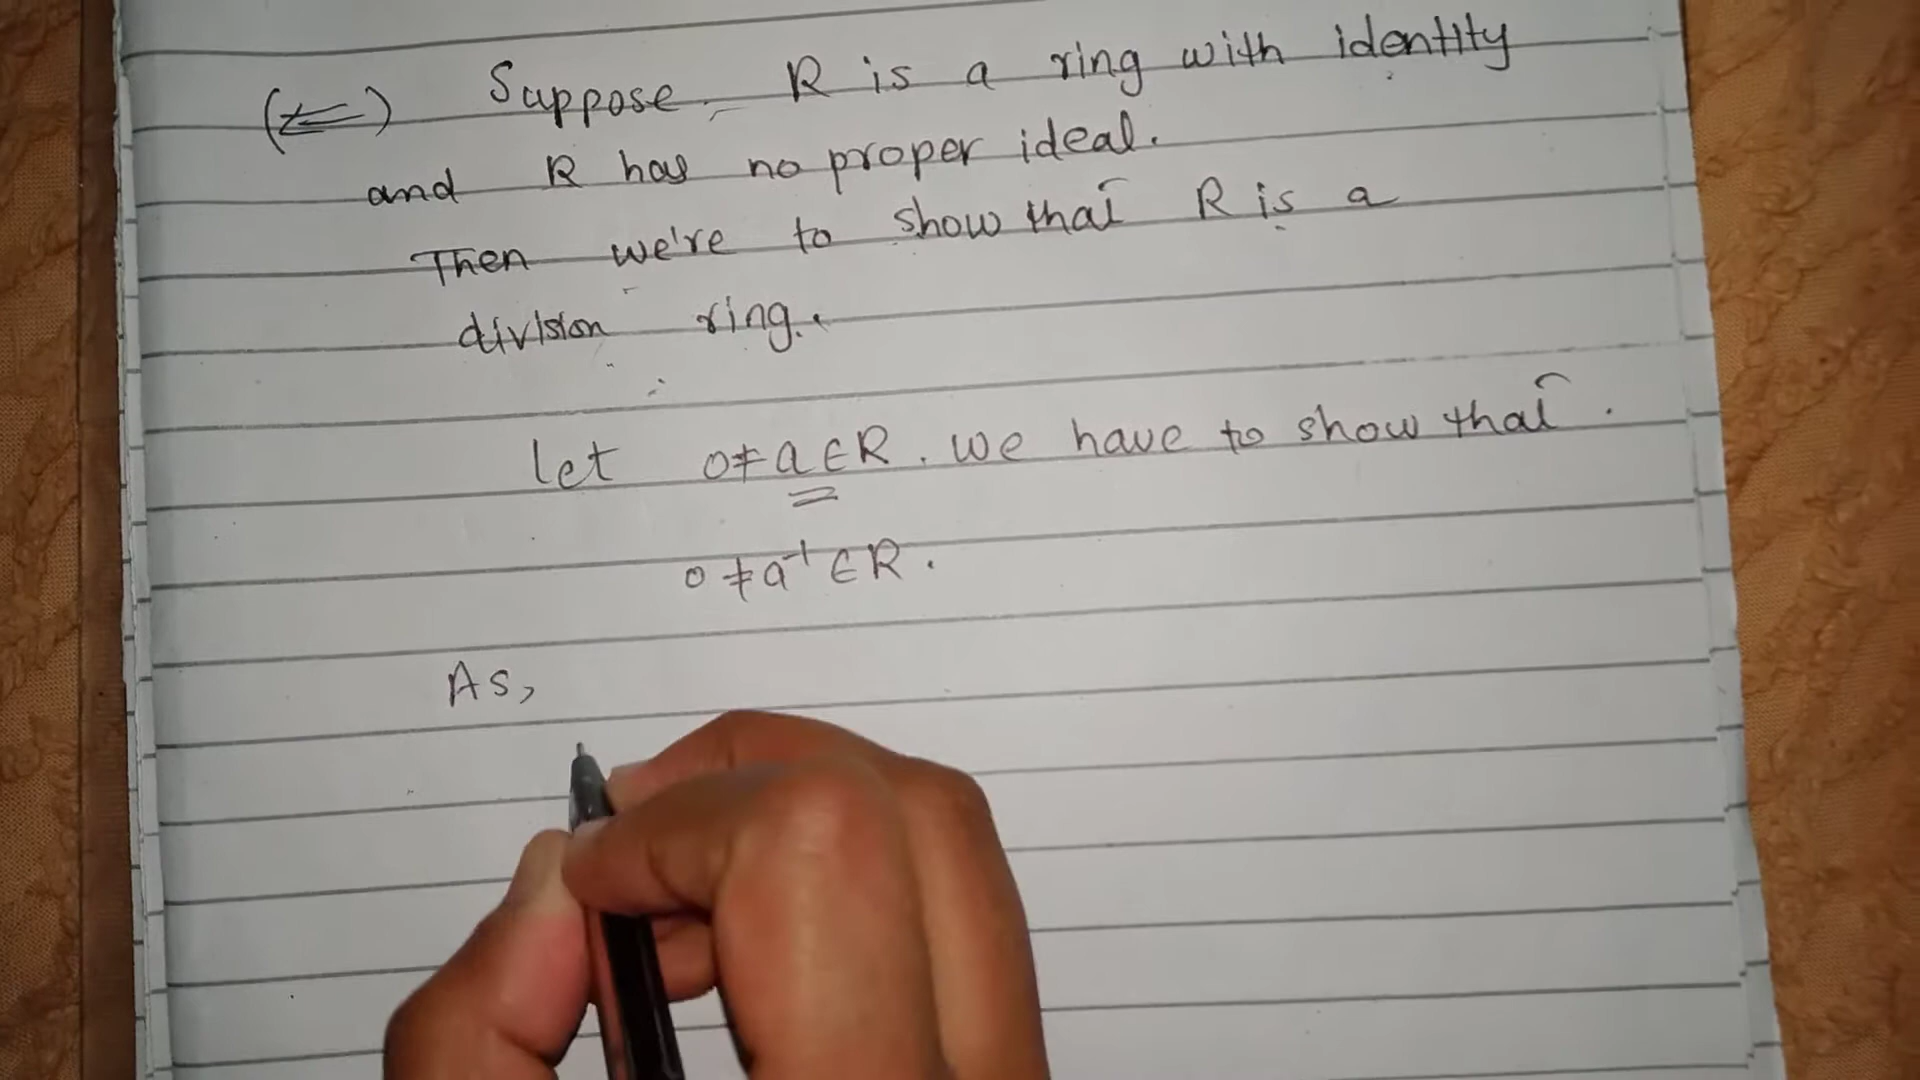 (⇐) Suppose R is a ring with identity
and R has no proper ideal.
Then we're to show that R is a
division ring.
Let 0≠a∈R. We have to show that
0≠a⁻¹∈R.
As,